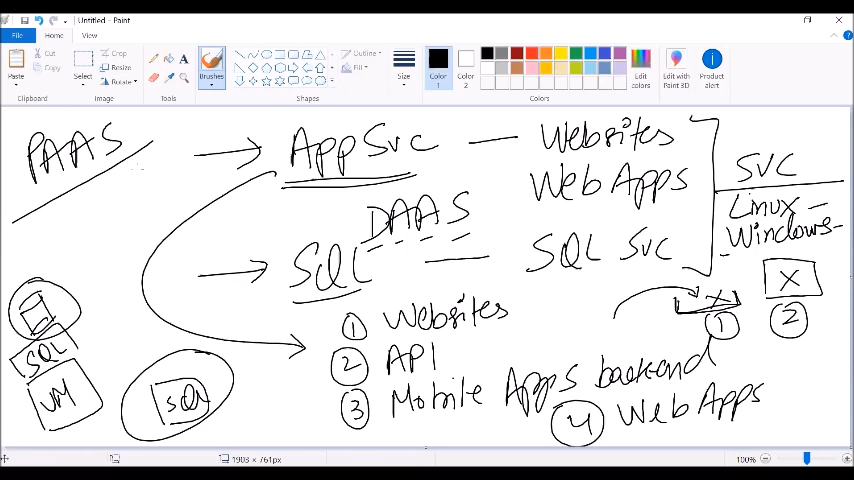 Untitled - Paint
File Home View
Paste
Cut
Copy
Clipboard
Select
Crop
Resize
Rotate
Image
A
Tools
Brushes
Shapes
Outline
Fill
Size
Color 1
Color 2
Edit colors
Colors
Edit with Paint 3D
Product alert
PAAS → App Svc — Websites
Web Apps
SVC
Linux -
- Windows -
DAAS
→ SQL — SQL SVC
X
X
1 2
1 Websites
2 API
3 Mobile Apps backend
4 Web Apps
SQL
VM
SQL
1903 × 761px
100%